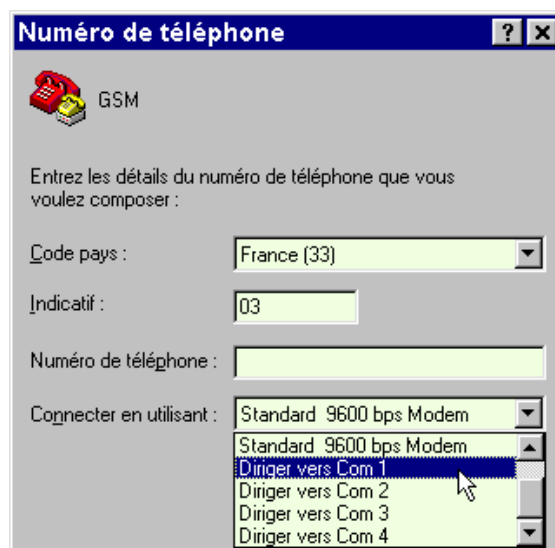 Numéro de téléphone
GSM
Entrez les détails du numéro de téléphone que vous
voulez composer :
Code pays : France (33)
Indicatif : 03
Numéro de téléphone :
Connecter en utilisant : Standard 9600 bps Modem
Standard 9600 bps Modem
Diriger vers Com 1
Diriger vers Com 2
Diriger vers Com 3
Diriger vers Com 4